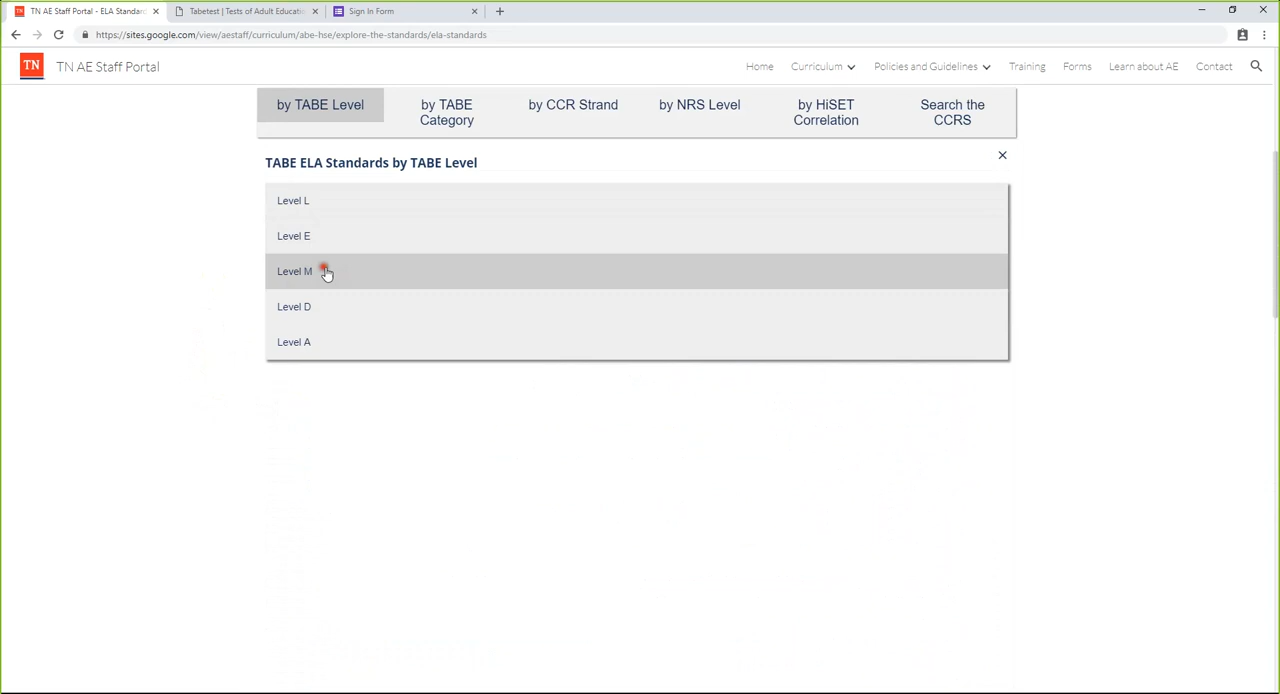 TN AE Staff Portal - ELA Standard
Tabetest | Tests of Adult Educatio
Sign In Form
https://sites.google.com/view/aestaff/curriculum/abe-hse/explore-the-standards/ela-standards
TN TN AE Staff Portal
Home Curriculum Policies and Guidelines Training Forms Learn about AE Contact
by TABE Level
by TABE
Category
by CCR Strand
by NRS Level
by HiSET
Correlation
Search the
CCRS
TABE ELA Standards by TABE Level
Level L
Level E
Level M
Level D
Level A